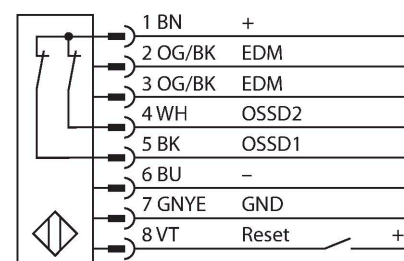 1 BN +
2 OG/BK EDM
3 OG/BK EDM
4 WH OSSD2
5 BK OSSD1
6 BU –
7 GNYE GND
8 VT Reset +